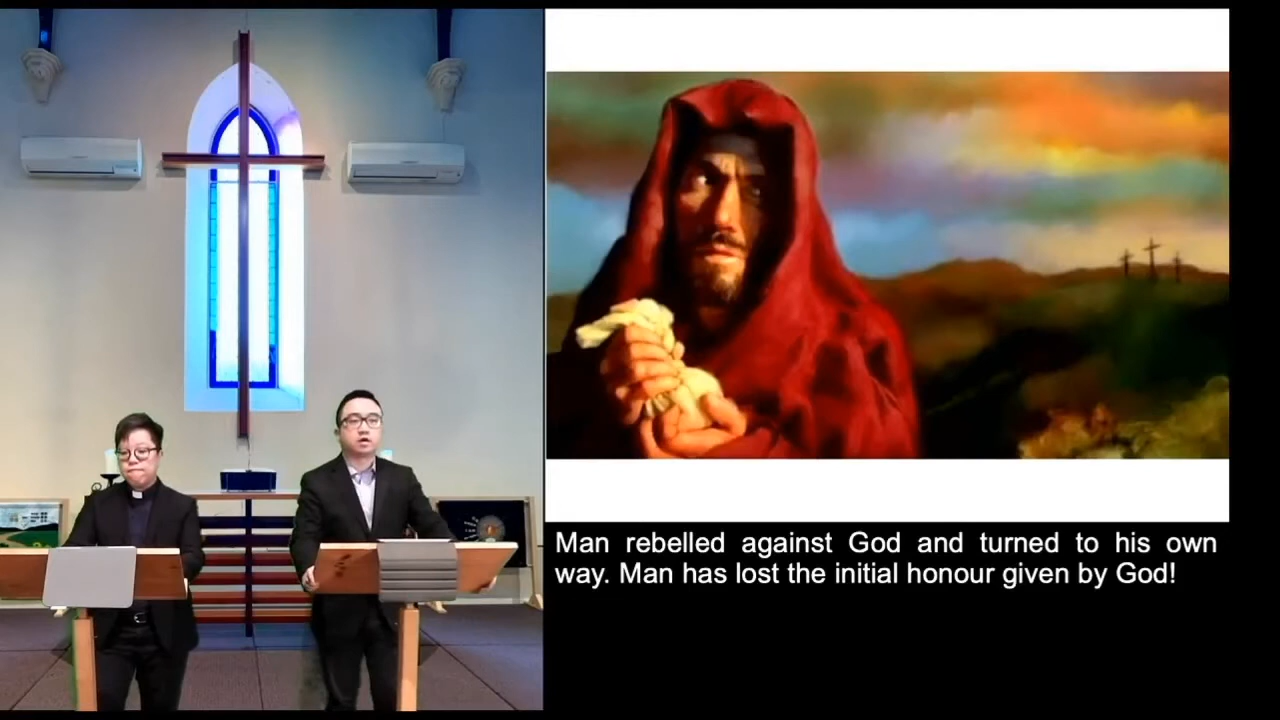 Man rebelled against God and turned to his own
way. Man has lost the initial honour given by God!